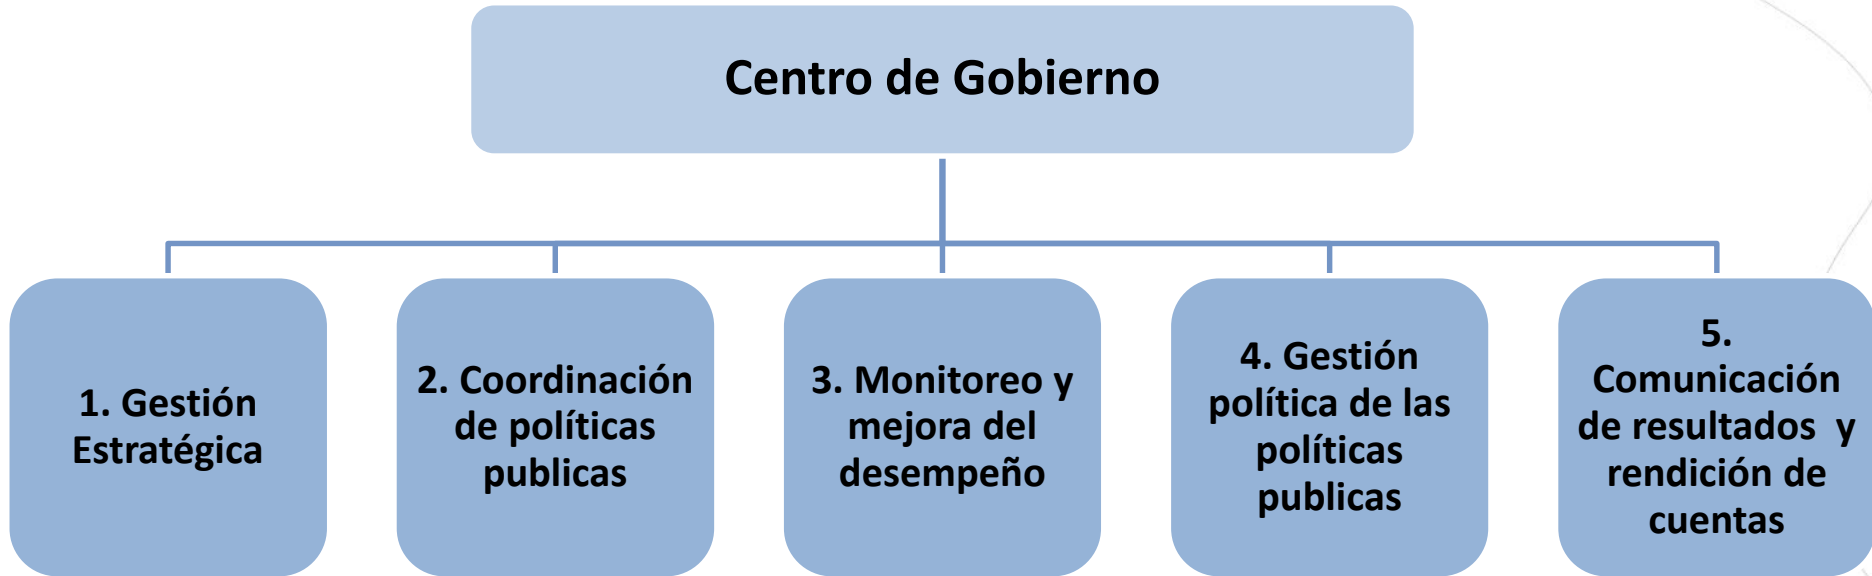 Centro de Gobierno
1. Gestión
Estratégica
2. Coordinación
de políticas
publicas
3. Monitoreo y
mejora del
desempeño
4. Gestión
política de las
políticas
publicas
5.
Comunicación
de resultados  y
rendición de
cuentas